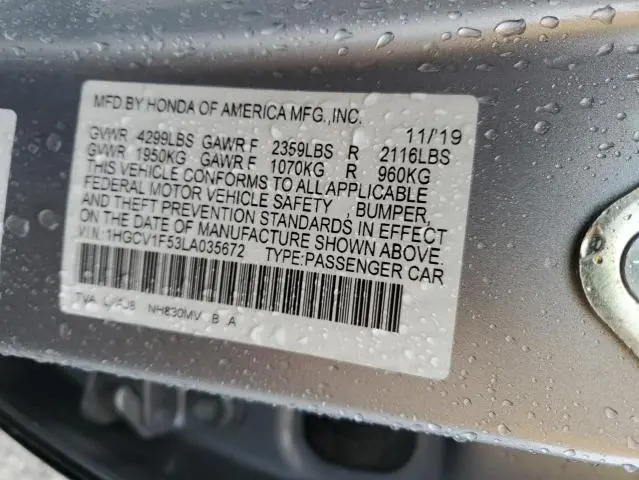 MFD.BY HONDA OF AMERICA MFG.,INC.
11/'19
GVWR 4299LBS GAWR F 2359LBS R 2116LBS
GVWR 1950KG GAWR F 1070KG R 960KG
THIS VEHICLE CONFORMS TO ALL APPLICABLE
FEDERAL MOTOR VEHICLE SAFETY , BUMPER,
AND THEFT PREVENTION STANDARDS IN EFFECT
ON THE DATE OF MANUFACTURE SHOWN ABOVE.
V.I.N:1HGCV1F53LA035672 TYPE:PASSENGER CAR
TVA NH830MV B A